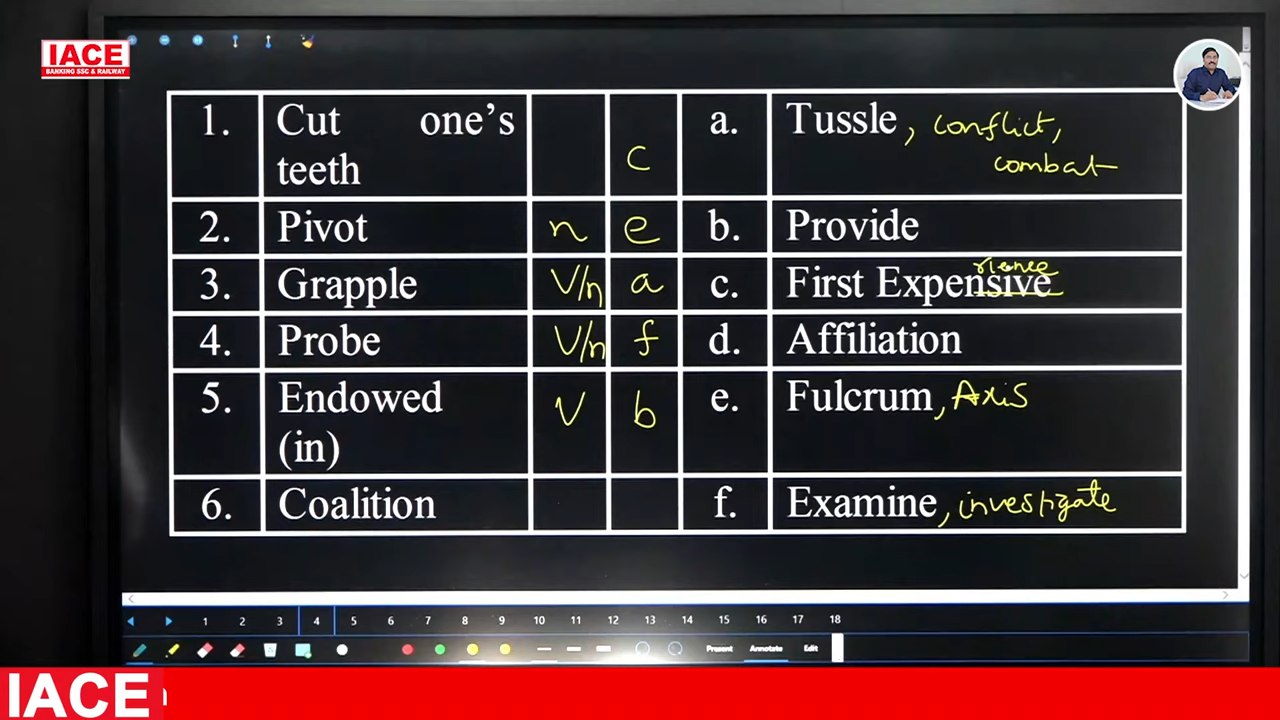 IACE
BANKING SSC & RAILWAY
1. Cut one's teeth c a. Tussle, conflict, combat
2. Pivot n e b. Provide
3. Grapple V/n a c. First Expensive rience
4. Probe V/n f d. Affiliation
5. Endowed (in) V b e. Fulcrum, Axis
6. Coalition f. Examine, investigate
1 2 3 4 5 6 7 8 9 10 11 12 13 14 15 16 17 18
Present Annotate Edit
IACE